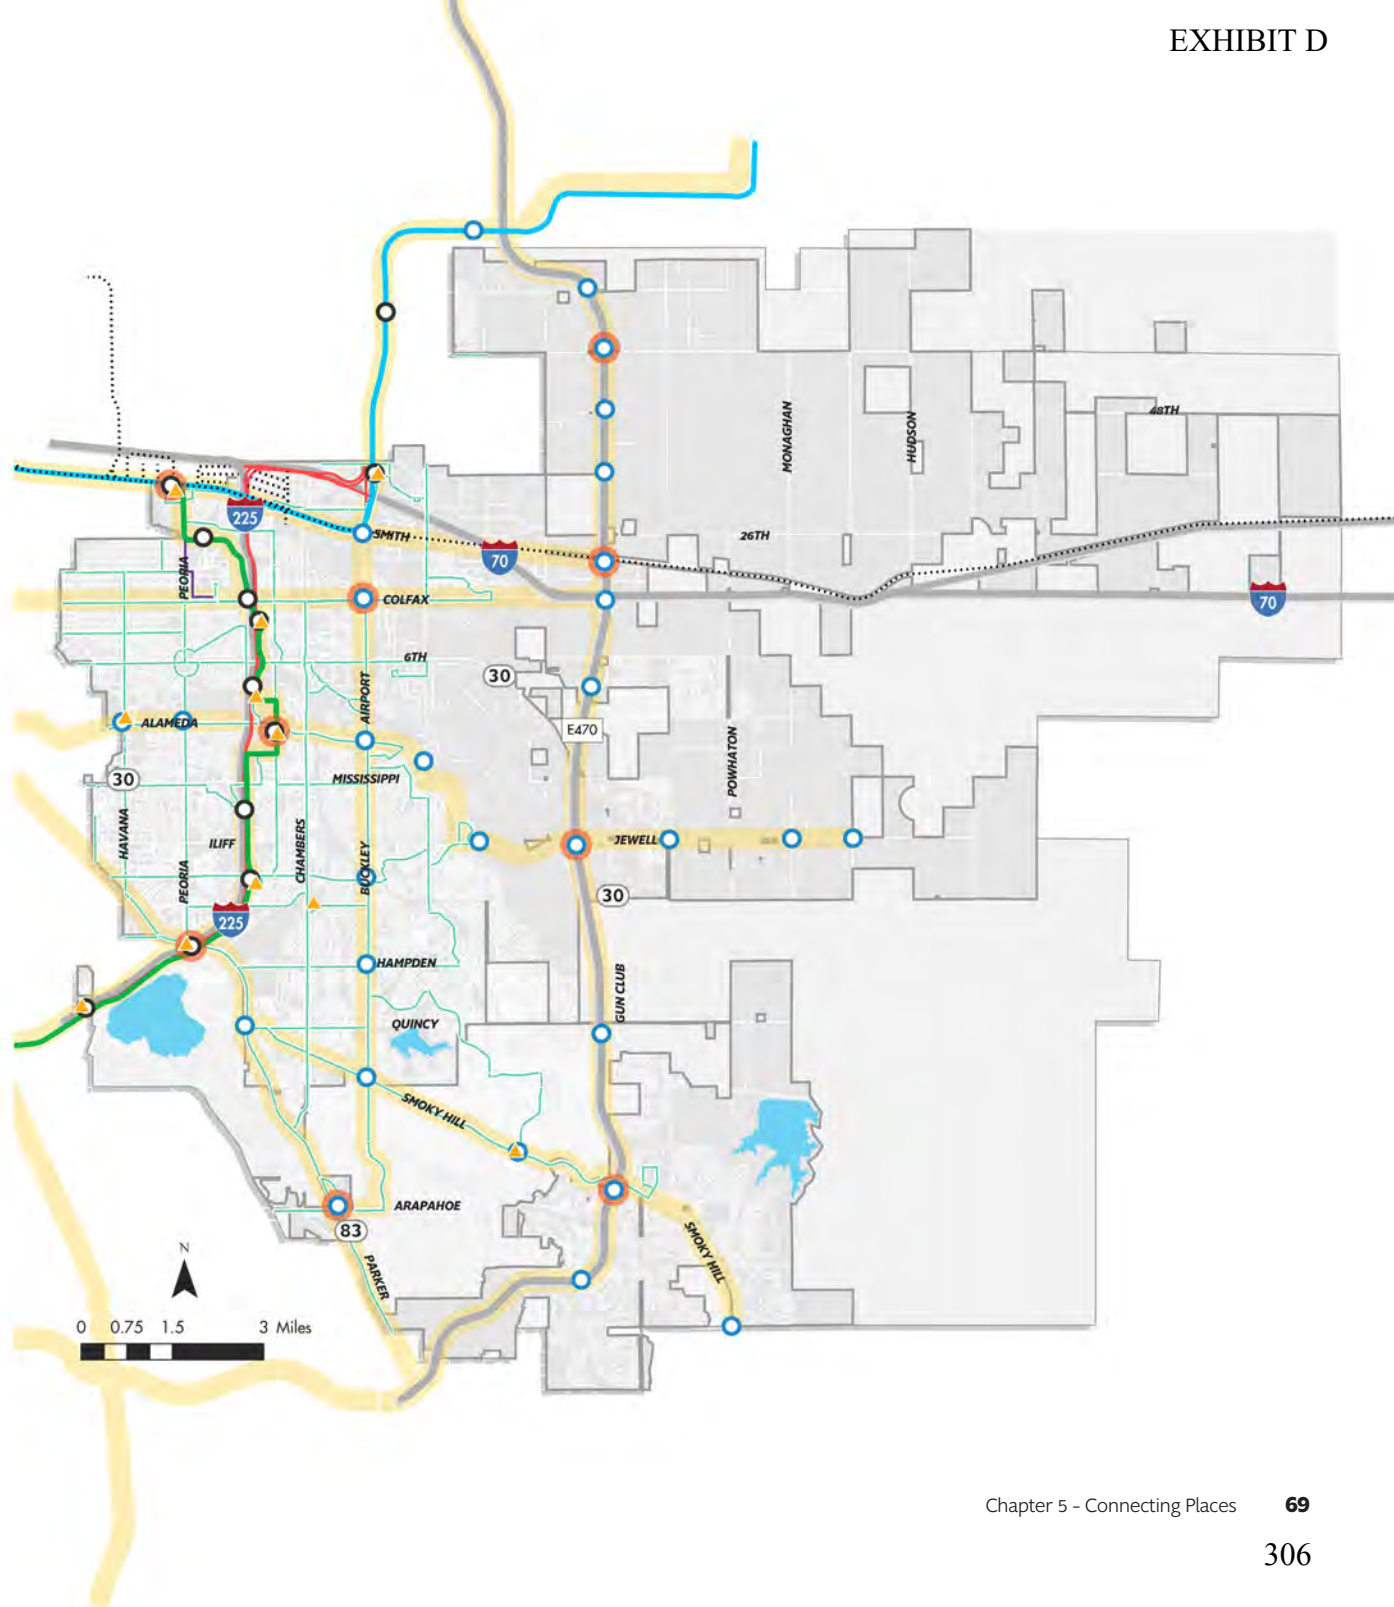 EXHIBIT D
48TH
MONAGHAN
HUDSON
225
SMITH
26TH
70
PEORIA
COLFAX
70
6TH
30
AIRPORT
ALAMEDA
E470
POWHATON
MISSISSIPPI
30
HAVANA
ILIFF
CHAMBERS
BUCKLEY
JEWELL
PEORIA
30
225
HAMPDEN
GUN CLUB
QUINCY
SMOKY HILL
ARAPAHOE
83
SMOKY HILL
PARKER
N
0 0.75 1.5 3 Miles
Chapter 5 - Connecting Places 69
306